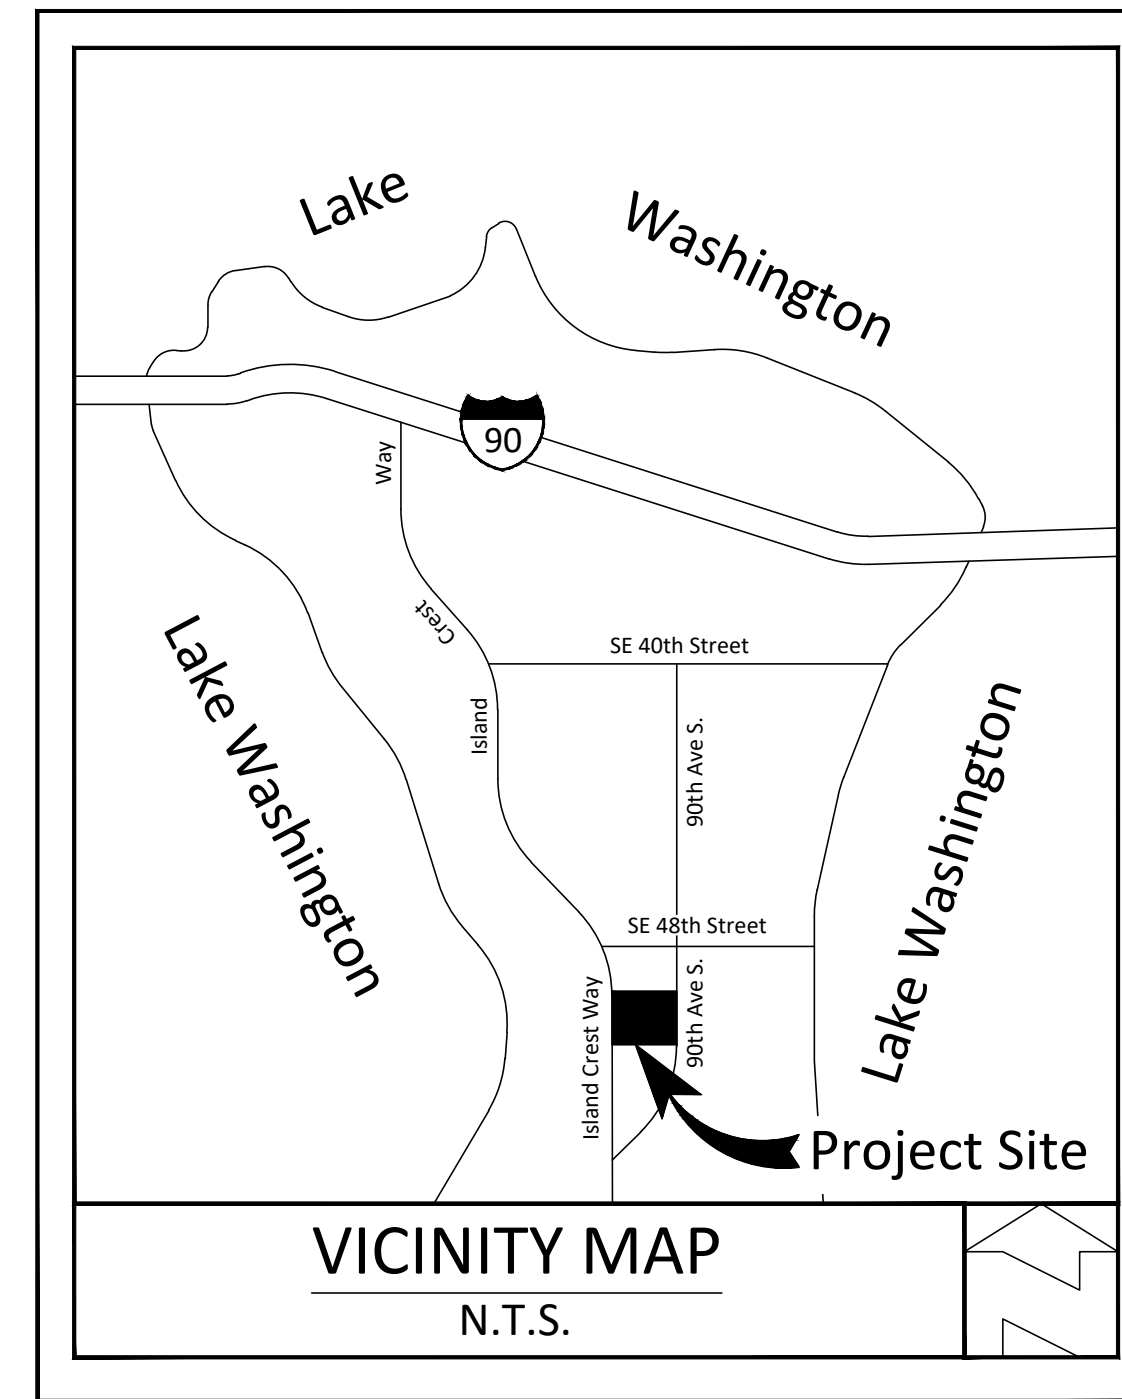 Lake
Washington
90
Way
Crest
SE 40th Street
Island
90th Ave S.
Lake Washington
Lake Washington
SE 48th Street
Island Crest Way
90th Ave S.
Project Site
VICINITY MAP
N.T.S.